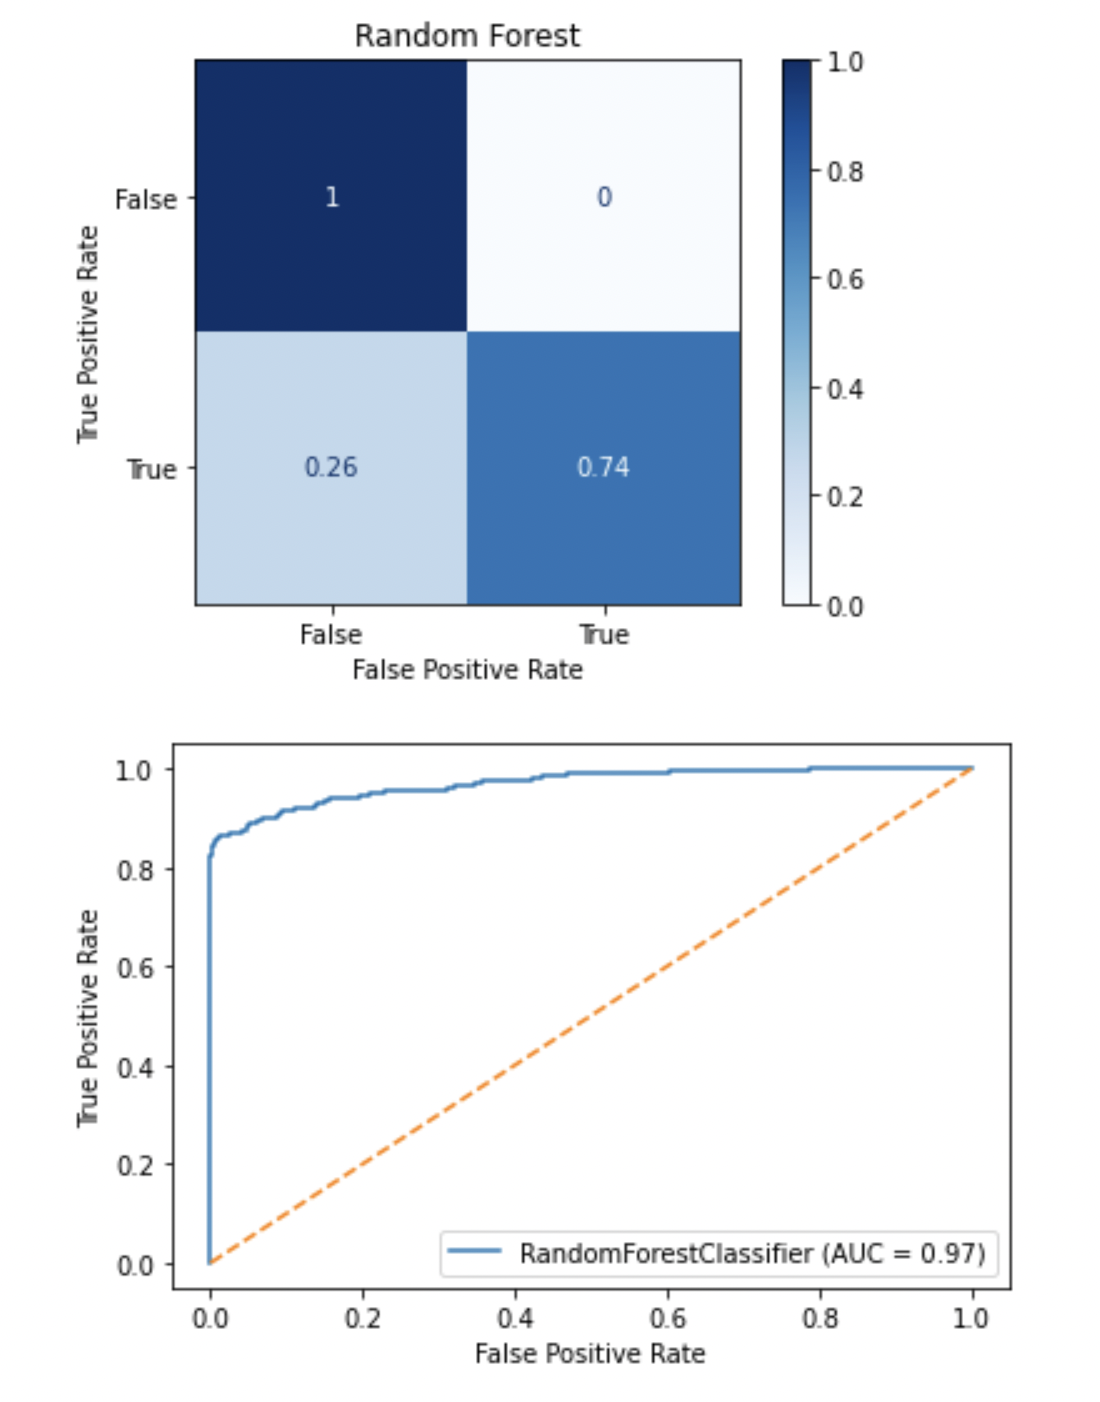 Random Forest
1.0
0.8
0.6
0.4
0.2
0.0
True Positive Rate
False
1
0
True
0.26
0.74
False
True
False Positive Rate
1.0
0.8
0.6
0.4
0.2
0.0
True Positive Rate
RandomForestClassifier (AUC = 0.97)
0.0
0.2
0.4
0.6
0.8
1.0
False Positive Rate